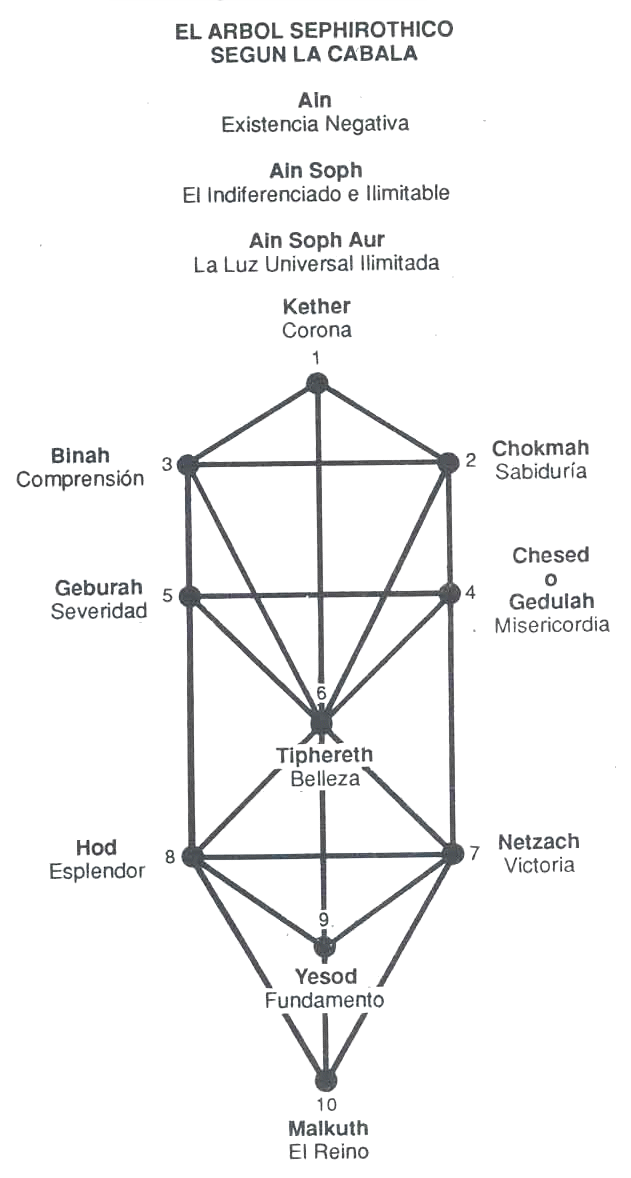 EL ARBOL SEPHIROTHICO
SEGUN LA CABALA
Ain
Existencia Negativa
Ain Soph
El Indiferenciado e Ilimitable
Ain Soph Aur
La Luz Universal Ilimitada
Kether
Corona
1
Binah
Comprensión
3
2
Chokmah
Sabiduría
Geburah
Severidad
5
4
Chesed
o
Gedulah
Misericordia
6
Tiphereth
Belleza
Hod
Esplendor
8
7
Netzach
Victoria
9
Yesod
Fundamento
10
Malkuth
El Reino